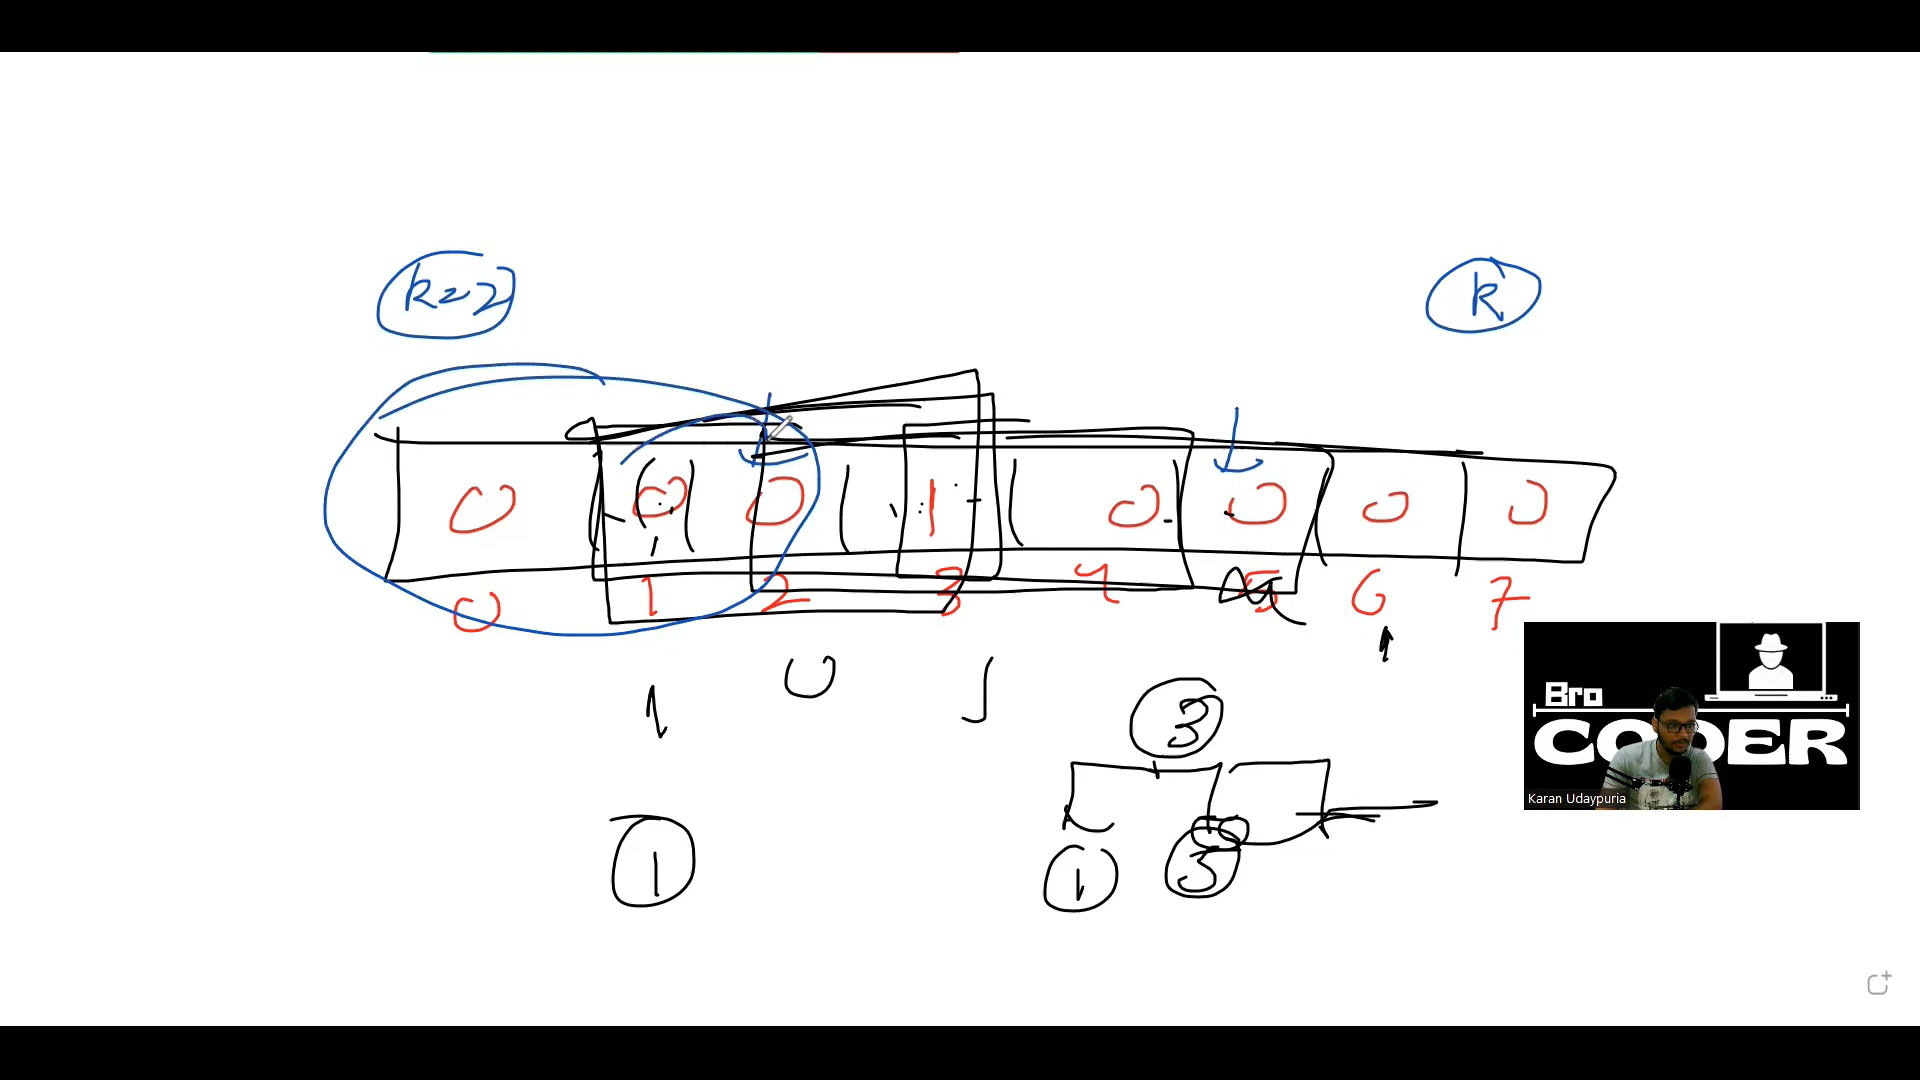 k=2 k
0 0 0 1 0 0 0 0
0 1 2 3 4 5 6 7
3
Bro
CODER
Karan Udaypuria
1 1